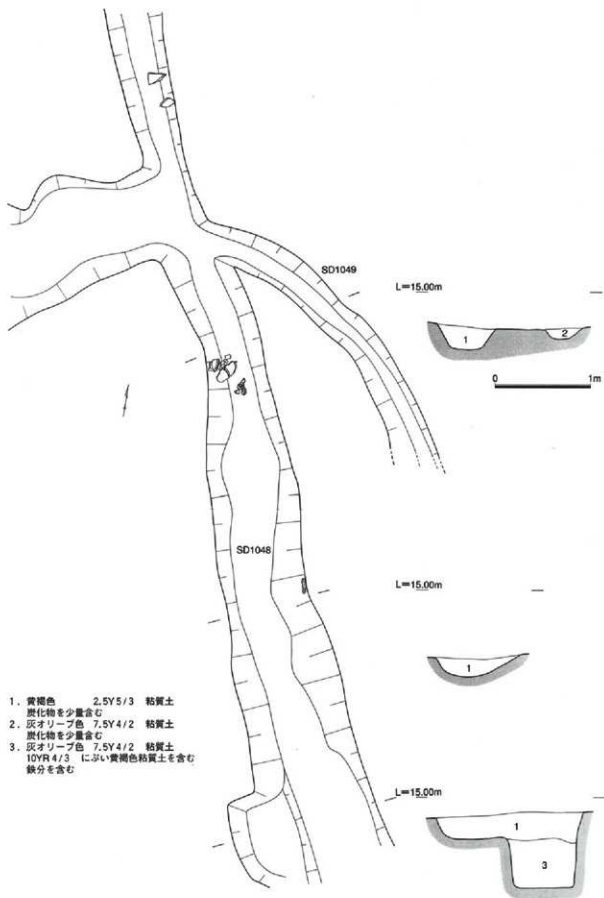 SD1049
L=15.00m
1
2
0 1m
SD1048
L=15.00m
1
1. 黄褐色 2.5Y5/3 粘質土
炭化物を少量含む
2. 灰オリーブ色 7.5Y4/2 粘質土
炭化物を少量含む
3. 灰オリーブ色 7.5Y4/2 粘質土
10YR4/3 にぶい黄褐色粘質土を含む
鉄分を含む
L=15.00m
1
3